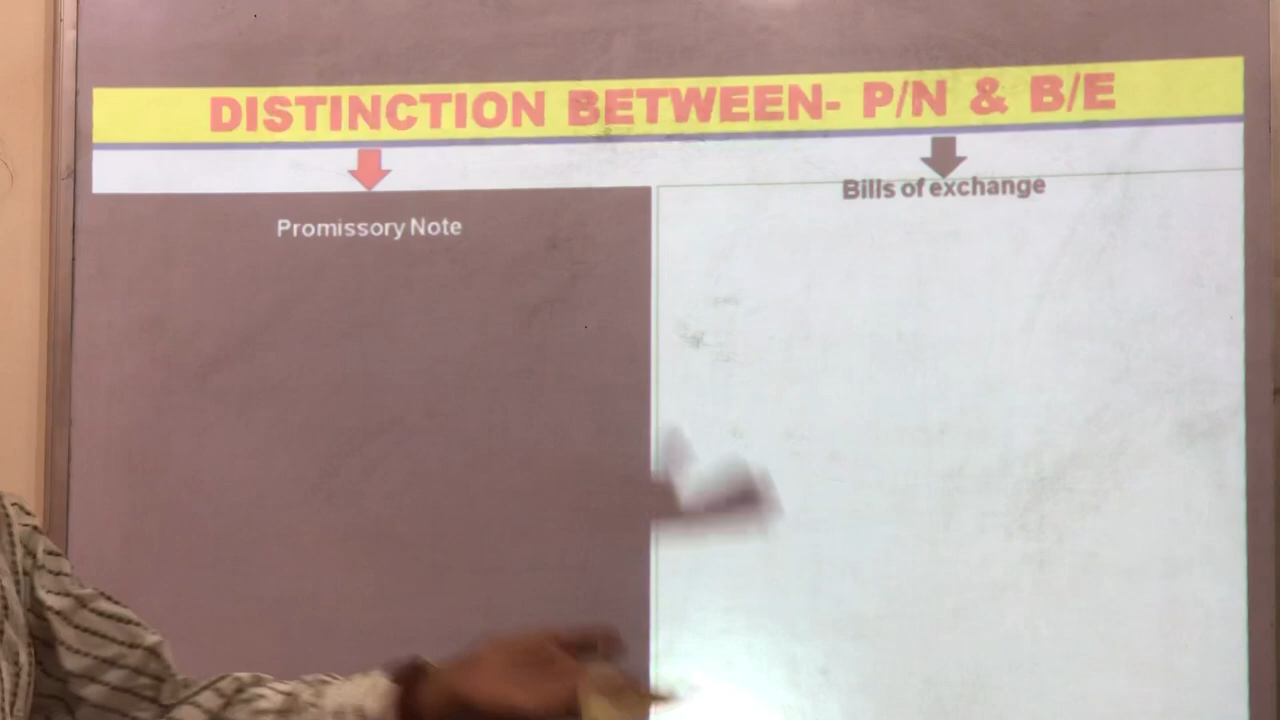 DISTINCTION BETWEEN- P/N & B/E
Promissory Note
Bills of exchange